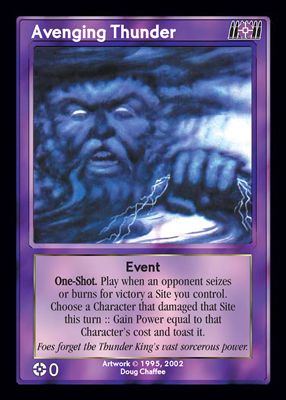 Avenging Thunder
Event
One-Shot. Play when an opponent seizes
or burns for victory a Site you control.
Choose a Character that damaged that Site
this turn :: Gain Power equal to that
Character's cost and toast it.
Foes forget the Thunder King's vast sorcerous power.
Artwork © 1995, 2002
Doug Chaffee
0